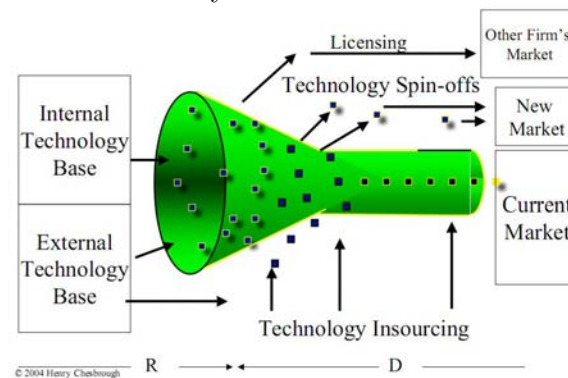 Other Firm's
Market
Licensing
Technology Spin-offs
New
Market
Internal
Technology
Base
Current
Market
External
Technology
Base
Technology Insourcing
R
D
© 2004 Henry Chesbrough